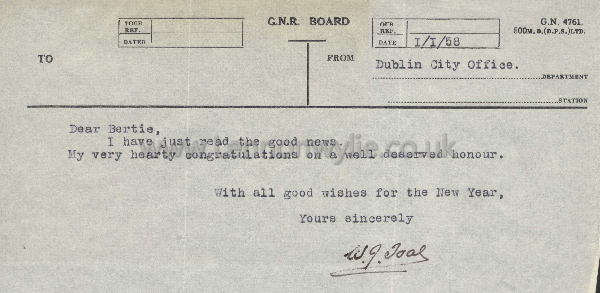 YOUR REF.
DATED
G.N.R. BOARD
OUR REF.
DATE 1/1/58
G.N. 4761.
500M. D.(D.P.S.) LTD.
TO
FROM
Dublin City Office.
DEPARTMENT
STATION
Dear Bertie,
I have just read the good news.
My very hearty congratulations on a well deserved honour.
With all good wishes for the New Year,
Yours sincerely
W.J. Toal